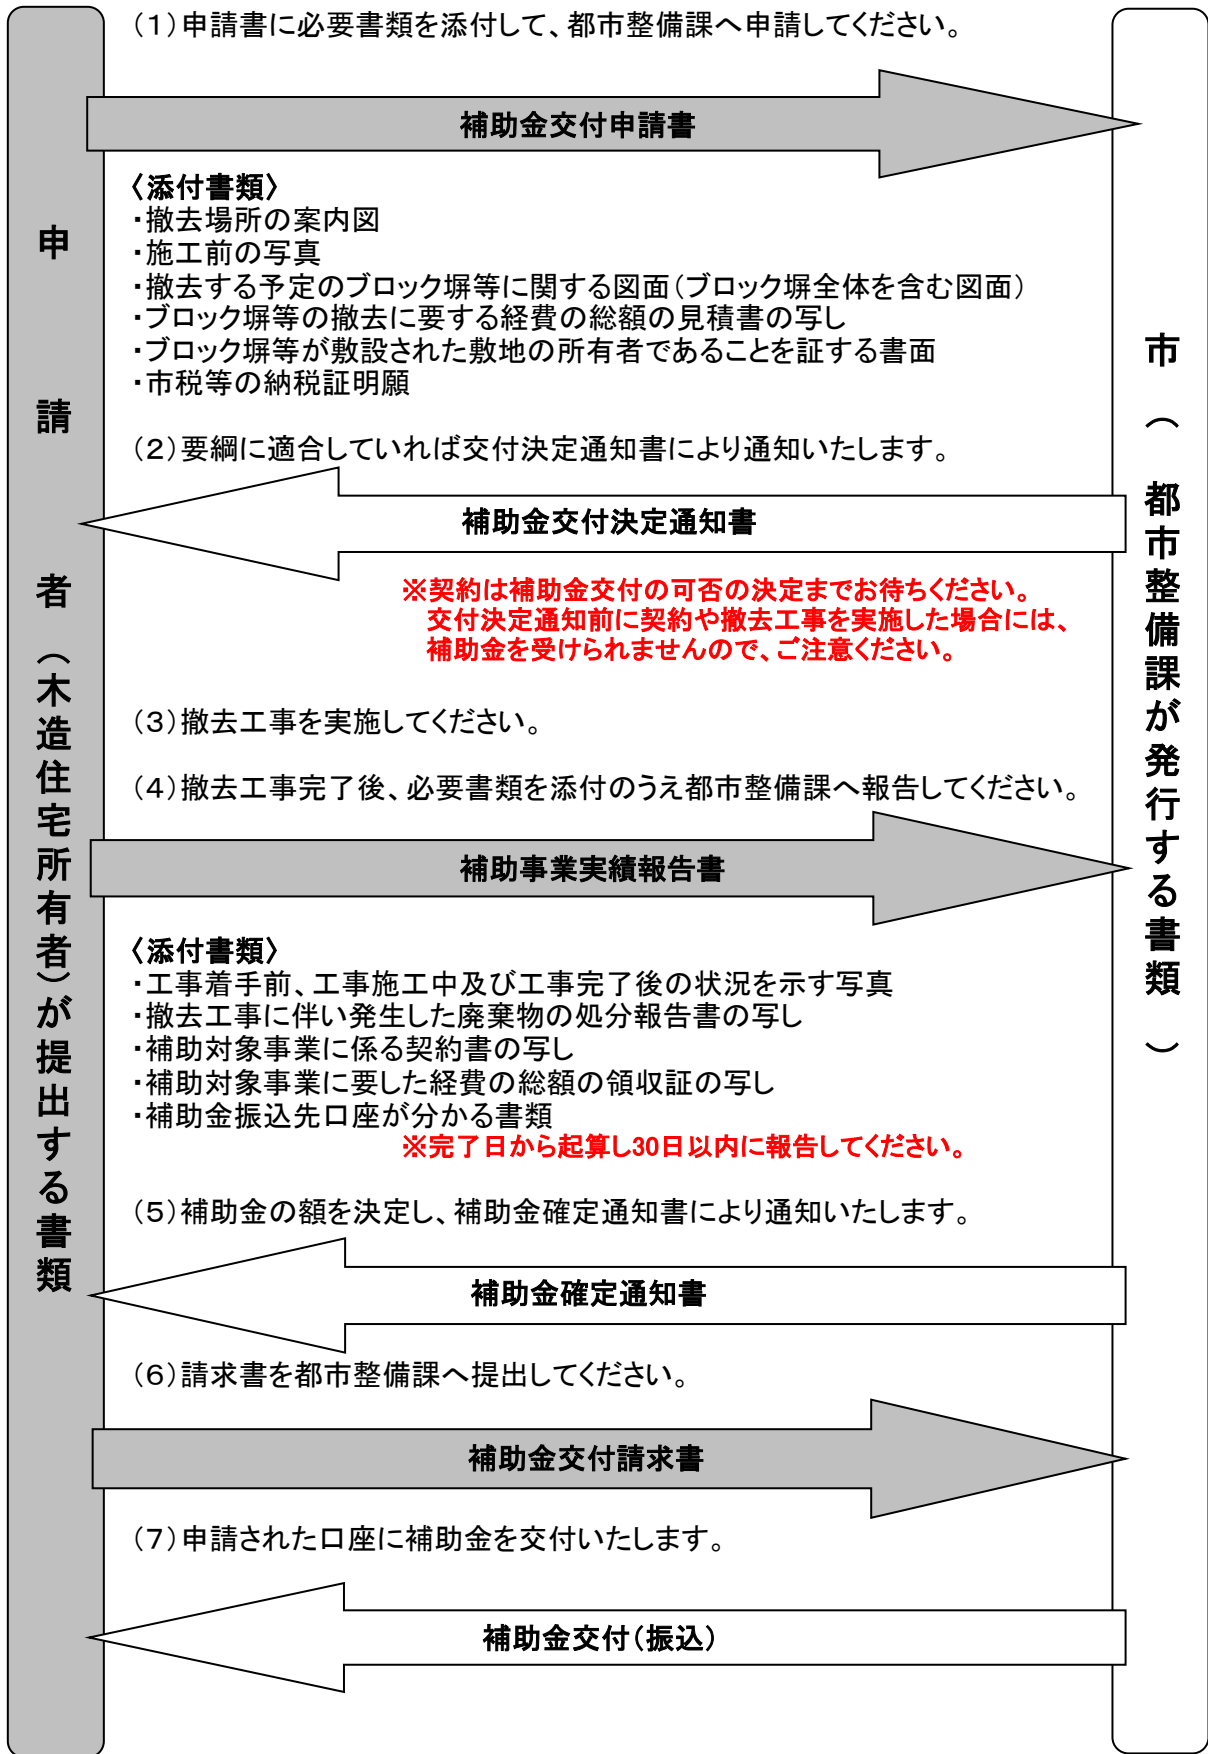 (1)申請書に必要書類を添付して、都市整備課へ申請してください。
補助金交付申請書
〈添付書類〉
・撤去場所の案内図
・施工前の写真
・撤去する予定のブロック塀等に関する図面(ブロック塀全体を含む図面)
・ブロック塀等の撤去に要する経費の総額の見積書の写し
・ブロック塀等が敷設された敷地の所有者であることを証する書面
・市税等の納税証明願
(2)要綱に適合していれば交付決定通知書により通知いたします。
補助金交付決定通知書
※契約は補助金交付の可否の決定までお待ちください。
交付決定通知前に契約や撤去工事を実施した場合には、
補助金を受けられませんので、ご注意ください。
(3)撤去工事を実施してください。
(4)撤去工事完了後、必要書類を添付のうえ都市整備課へ報告してください。
補助事業実績報告書
〈添付書類〉
・工事着手前、工事施工中及び工事完了後の状況を示す写真
・撤去工事に伴い発生した廃棄物の処分報告書の写し
・補助対象事業に係る契約書の写し
・補助対象事業に要した経費の総額の領収証の写し
・補助金振込先口座が分かる書類
※完了日から起算し30日以内に報告してください。
(5)補助金の額を決定し、補助金確定通知書により通知いたします。
補助金確定通知書
(6)請求書を都市整備課へ提出してください。
補助金交付請求書
(7)申請された口座に補助金を交付いたします。
補助金交付(振込)
申請者(木造住宅所有者)が提出する書類
市(都市整備課が発行する書類)